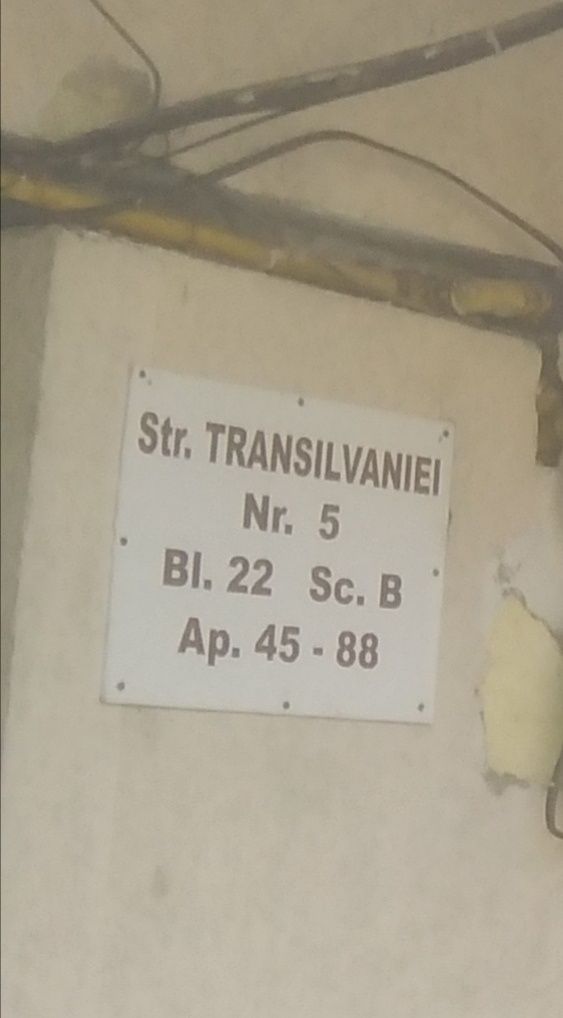 Str. TRANSILVANIEI
Nr. 5
Bl. 22 Sc. B
Ap. 45 - 88